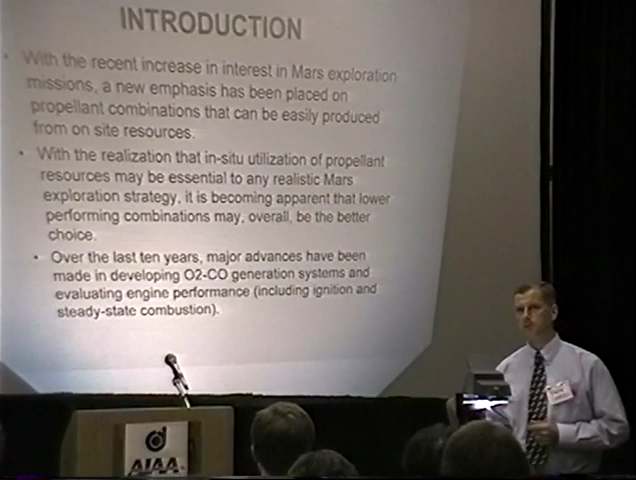 INTRODUCTION
• With the recent increase in interest in Mars exploration
missions, a new emphasis has been placed on
propellant combinations that can be easily produced
from on site resources.
• With the realization that in-situ utilization of propellant
resources may be essential to any realistic Mars
exploration strategy, it is becoming apparent that lower
performing combinations may, overall, be the better
choice.
• Over the last ten years, major advances have been
made in developing O2-CO generation systems and
evaluating engine performance (including ignition and
steady-state combustion).
AIAA